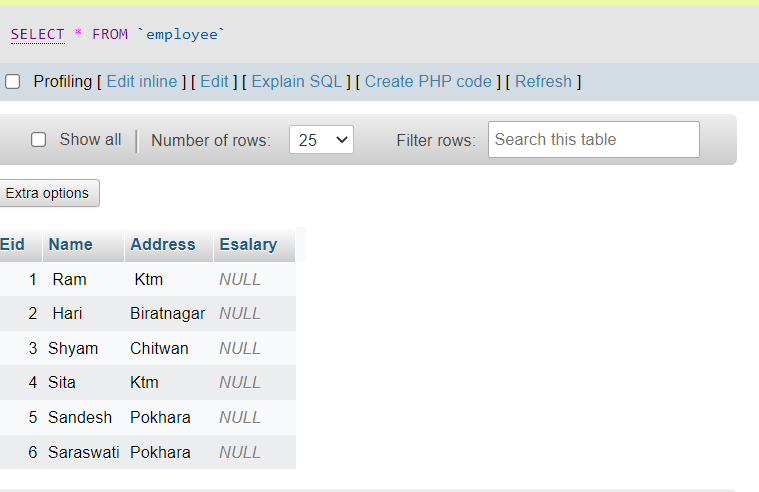 SELECT * FROM `employee`
Profiling [ Edit inline ] [ Edit ] [ Explain SQL ] [ Create PHP code ] [ Refresh ]
Show all Number of rows: 25 Filter rows: Search this table
Extra options
Eid Name Address Esalary
1 Ram Ktm NULL
2 Hari Biratnagar NULL
3 Shyam Chitwan NULL
4 Sita Ktm NULL
5 Sandesh Pokhara NULL
6 Saraswati Pokhara NULL